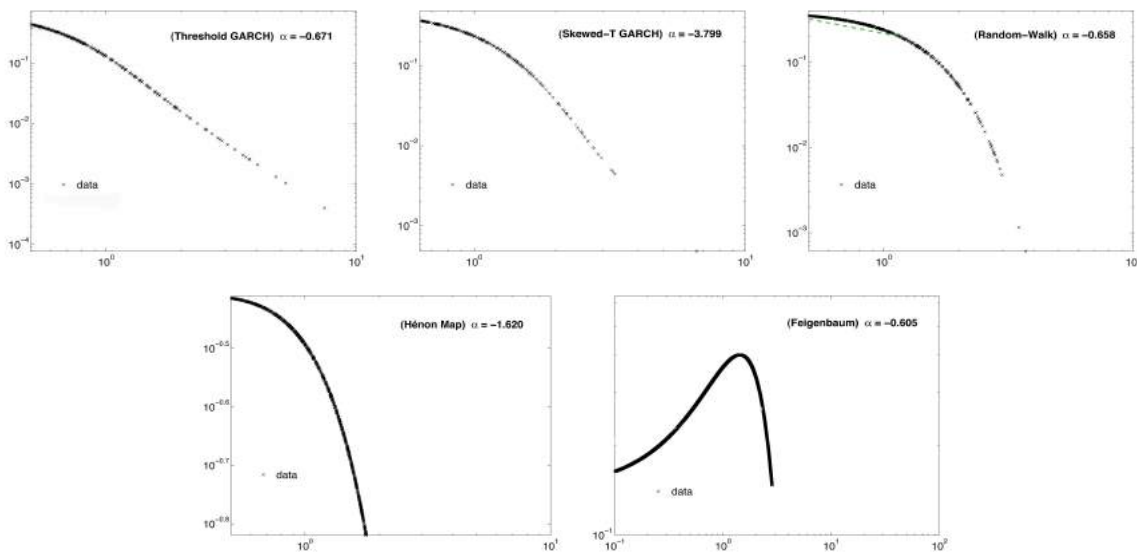 (Threshold GARCH) α = −0.671
10⁻¹
10⁻²
10⁻³
10⁻⁴
data
10⁰
10¹
(Skewed−T GARCH) α = −3.799
10⁻¹
10⁻²
10⁻³
data
10⁰
10¹
(Random−Walk) α = −0.658
10⁻¹
10⁻²
10⁻³
data
10⁰
10¹
(Hénon Map) α = −1.620
10⁻⁰·⁵
10⁻⁰·⁶
10⁻⁰·⁷
10⁻⁰·⁸
data
10⁰
10¹
(Feigenbaum) α = −0.605
data
10⁻¹
10⁻¹
10⁰
10¹
10²